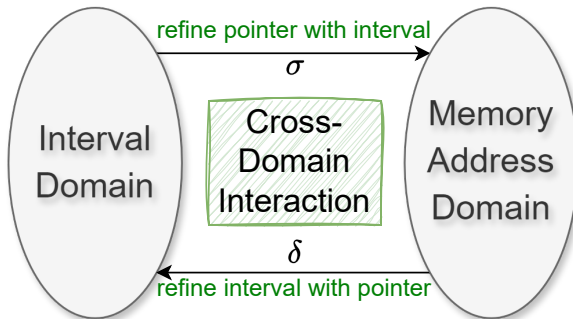 refine pointer with interval
σ
Interval
Domain
Cross-
Domain
Interaction
Memory
Address
Domain
δ
refine interval with pointer